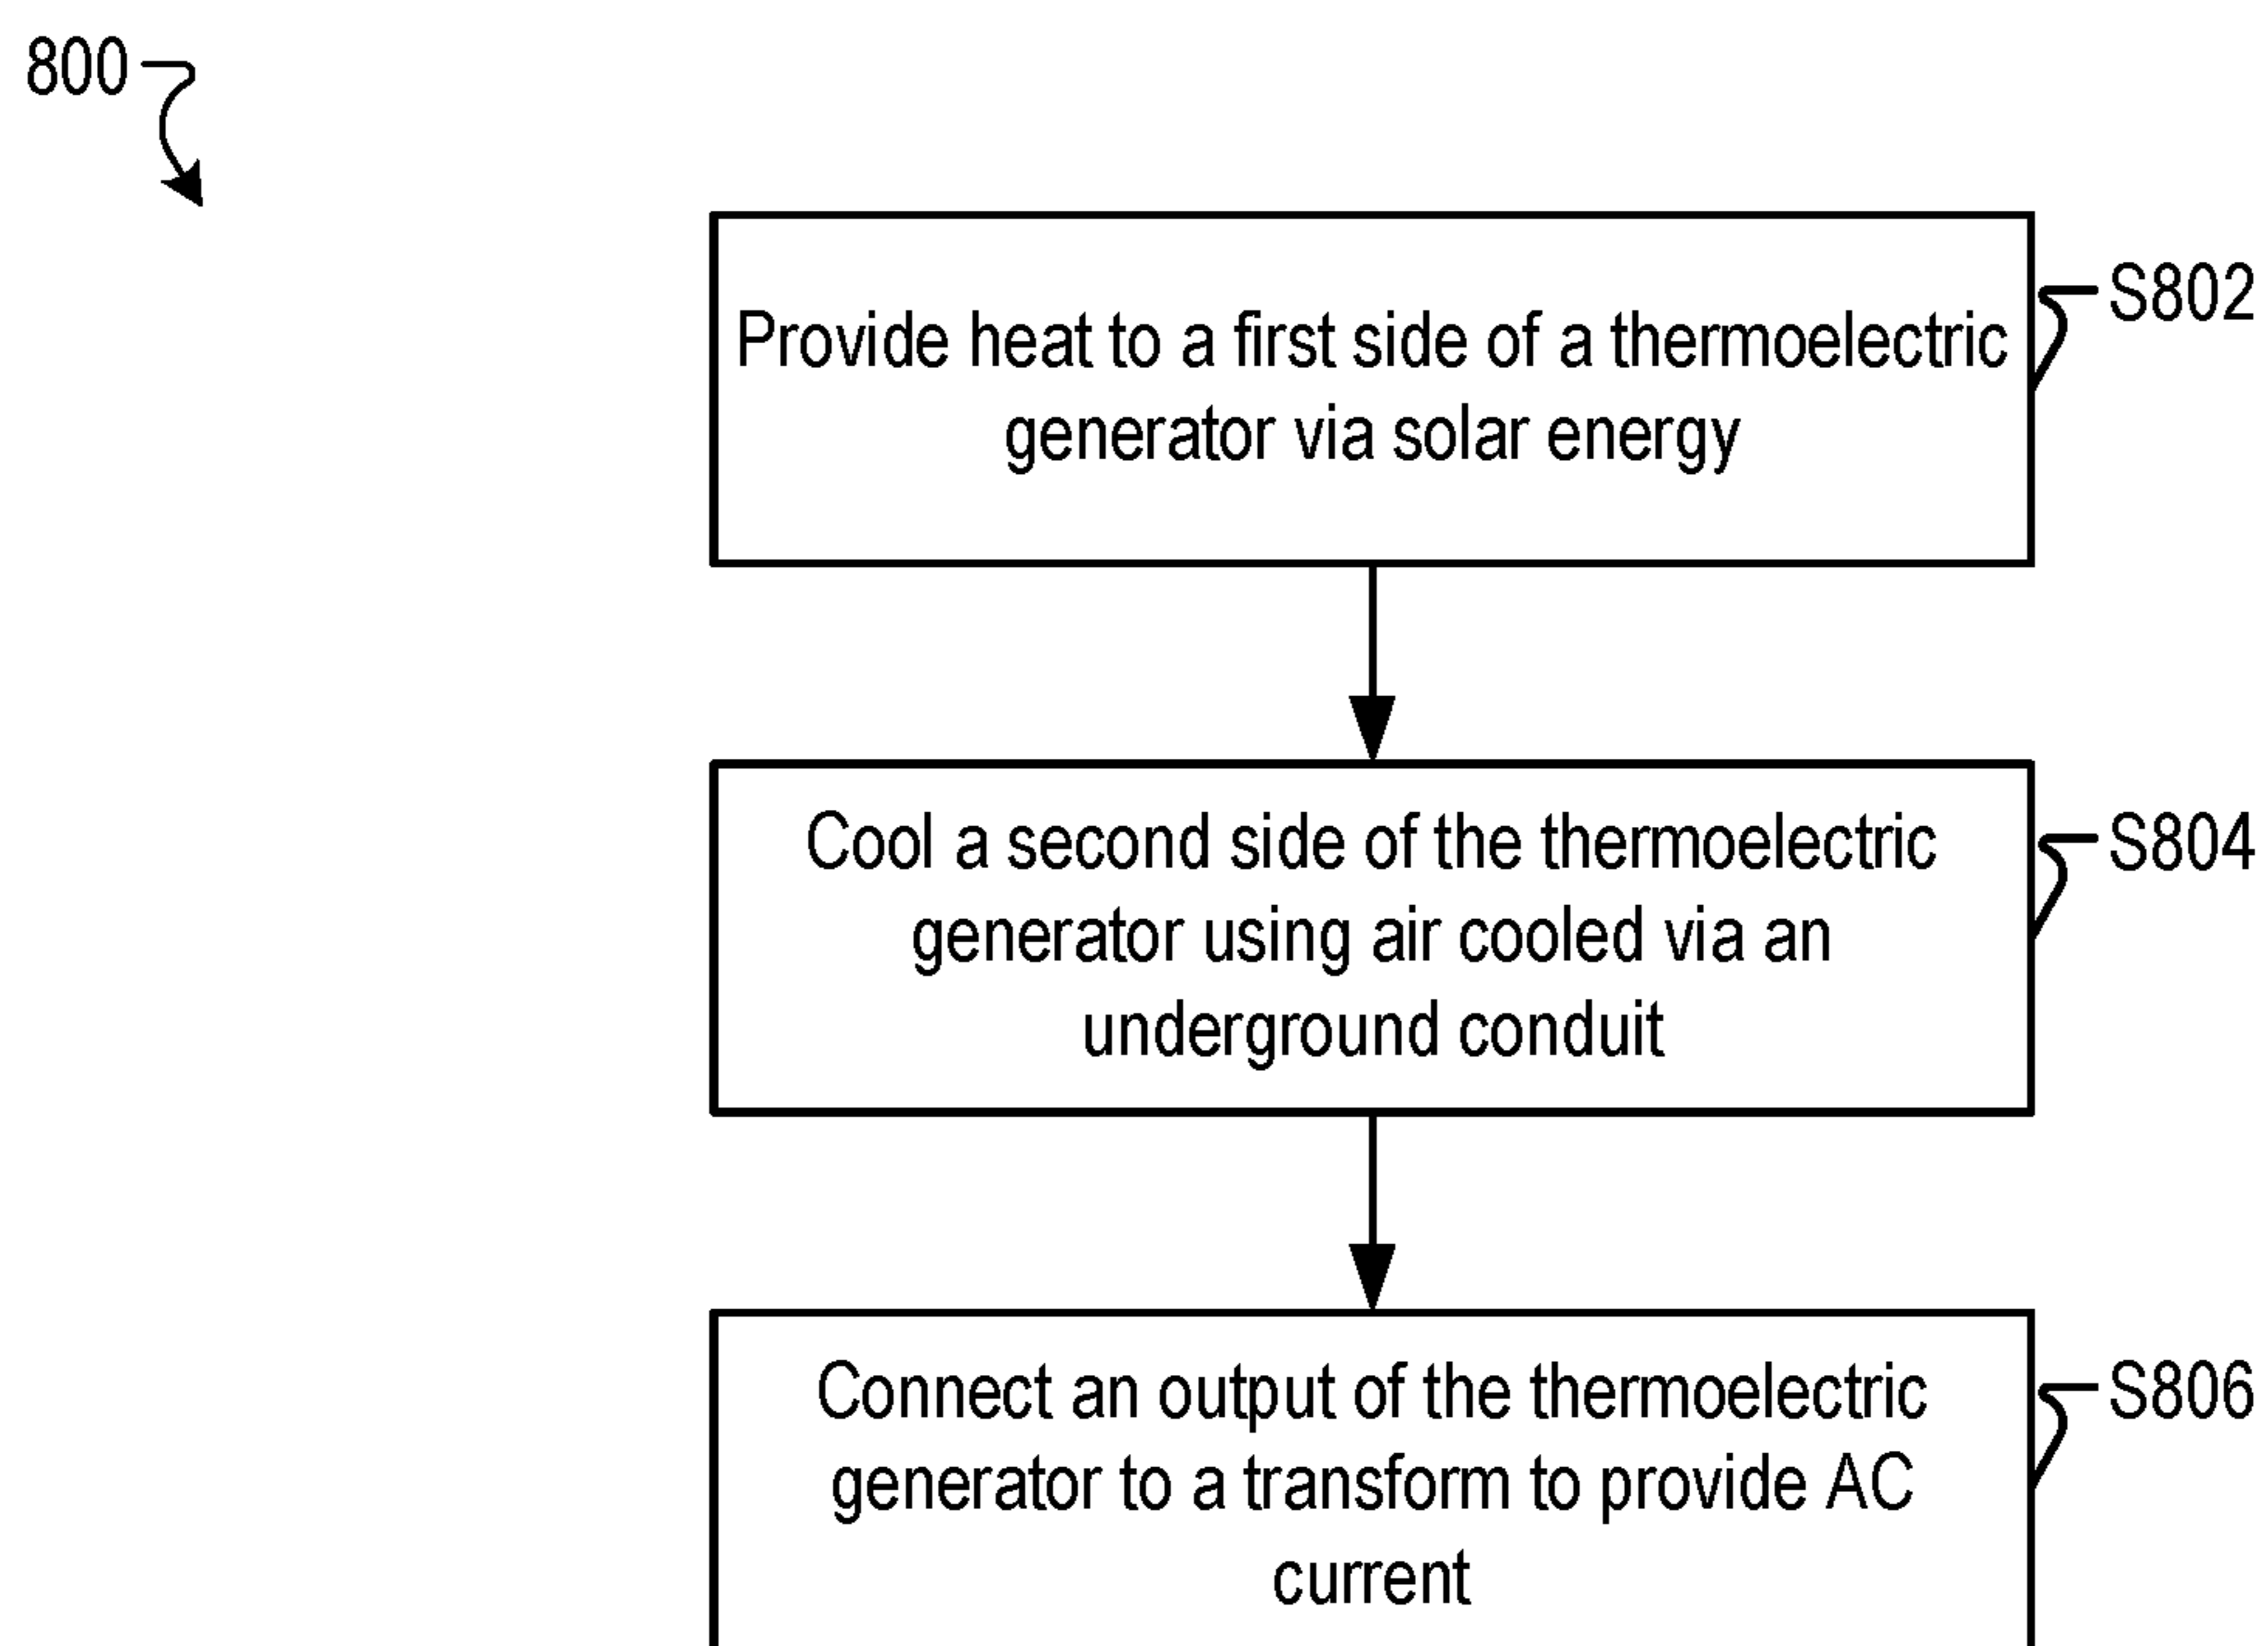 800
Provide heat to a first side of a thermoelectric
generator via solar energy
S802
Cool a second side of the thermoelectric
generator using air cooled via an
underground conduit
S804
Connect an output of the thermoelectric
generator to a transform to provide AC
current
S806